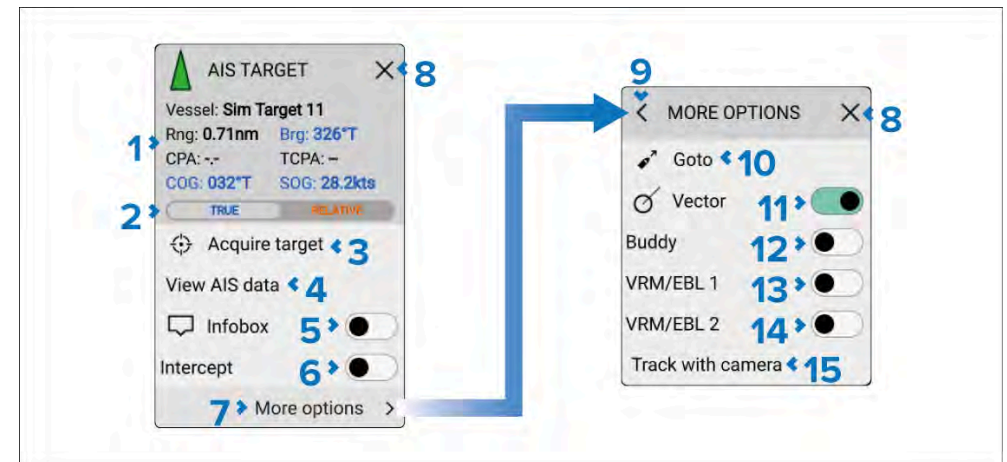 AIS TARGET 8
Vessel: Sim Target 11
1 Rng: 0.71nm Brg: 326°T
CPA: -.- TCPA: –
COG: 032°T SOG: 28.2kts
2 TRUE RELATIVE
Acquire target 3
View AIS data 4
Infobox 5
Intercept 6
7 More options >
9
< MORE OPTIONS 8
Goto 10
Vector 11
Buddy 12
VRM/EBL 1 13
VRM/EBL 2 14
Track with camera 15